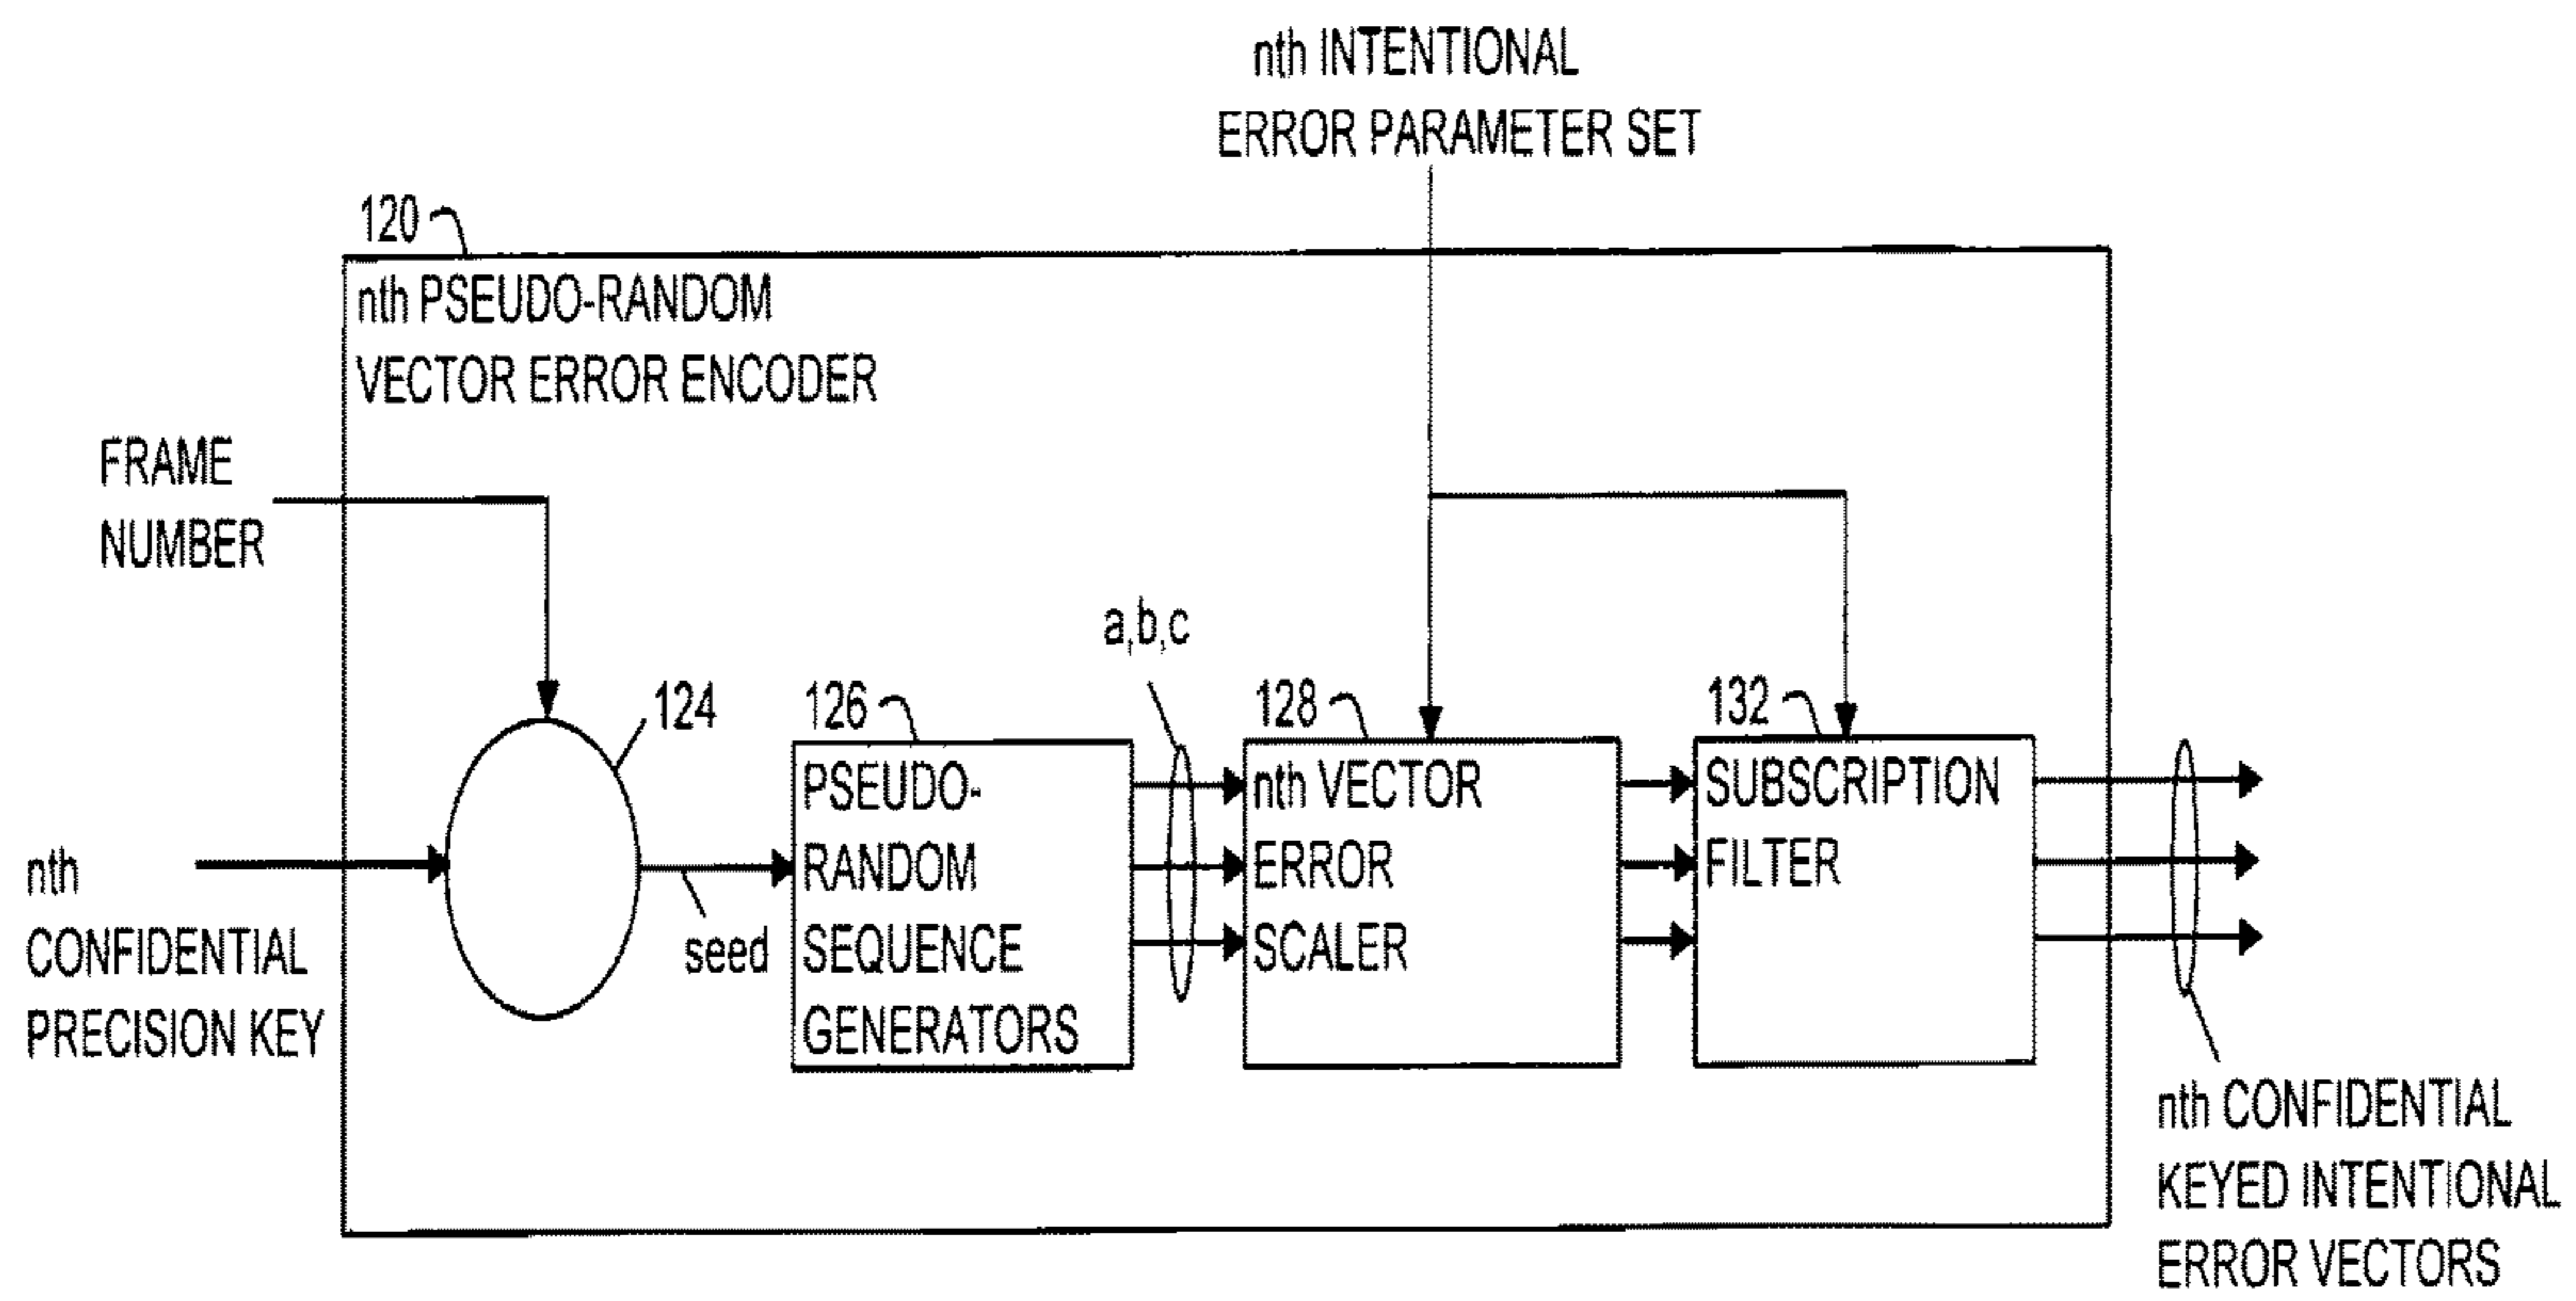 nth INTENTIONAL
ERROR PARAMETER SET
120
nth PSEUDO-RANDOM
VECTOR ERROR ENCODER
FRAME
NUMBER
a,b,c
124
126
128
132
PSEUDO-
RANDOM
SEQUENCE
GENERATORS
nth VECTOR
ERROR
SCALER
SUBSCRIPTION
FILTER
nth
CONFIDENTIAL
PRECISION KEY
seed
nth CONFIDENTIAL
KEYED INTENTIONAL
ERROR VECTORS